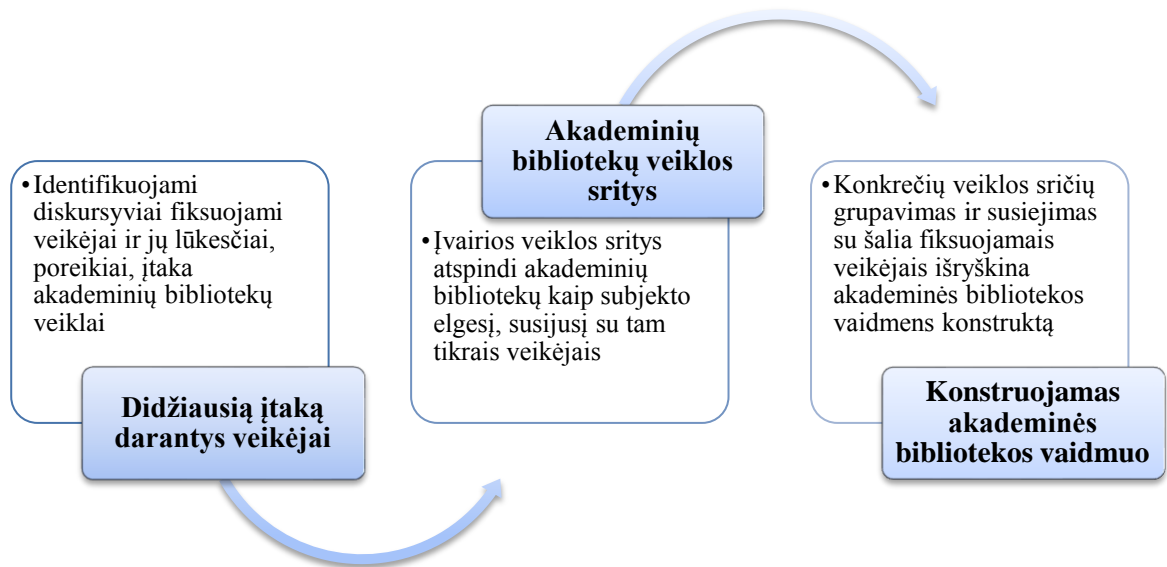 •Identifikuojami
diskursyviai fiksuojami
veikėjai ir jų lūkesčiai,
poreikiai, įtaka
akademinių bibliotekų
veiklai
Didžiausią įtaką
darantys veikėjai
Akademinių
bibliotekų veiklos
sritys
•Įvairios veiklos sritys
atspindi akademinių
bibliotekų kaip subjekto
elgesį, susijusį su tam
tikrais veikėjais
•Konkrečių veiklos sričių
grupavimas ir susiejimas
su šalia fiksuojamais
veikėjais išryškina
akademinės bibliotekos
vaidmens konstruktą
Konstruojamas
akademinės
bibliotekos vaidmuo